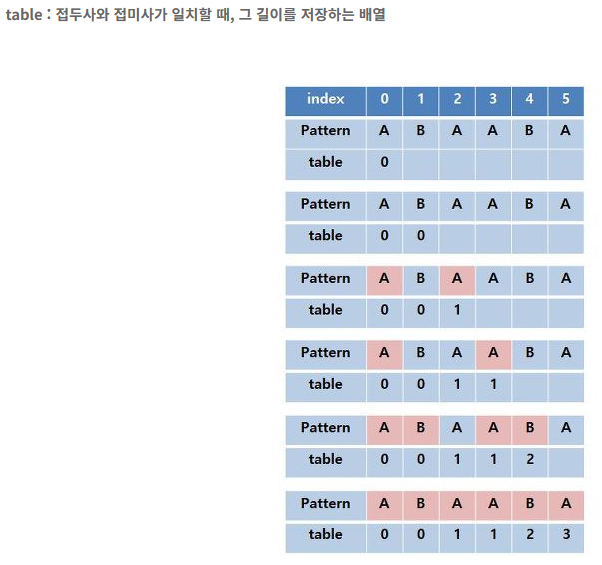 table : 접두사와 접미사가 일치할 때, 그 길이를 저장하는 배열
index 0 1 2 3 4 5
Pattern A B A A B A
table 0
Pattern A B A A B A
table 0 0
Pattern A B A A B A
table 0 0 1
Pattern A B A A B A
table 0 0 1 1
Pattern A B A A B A
table 0 0 1 1 2
Pattern A B A A B A
table 0 0 1 1 2 3